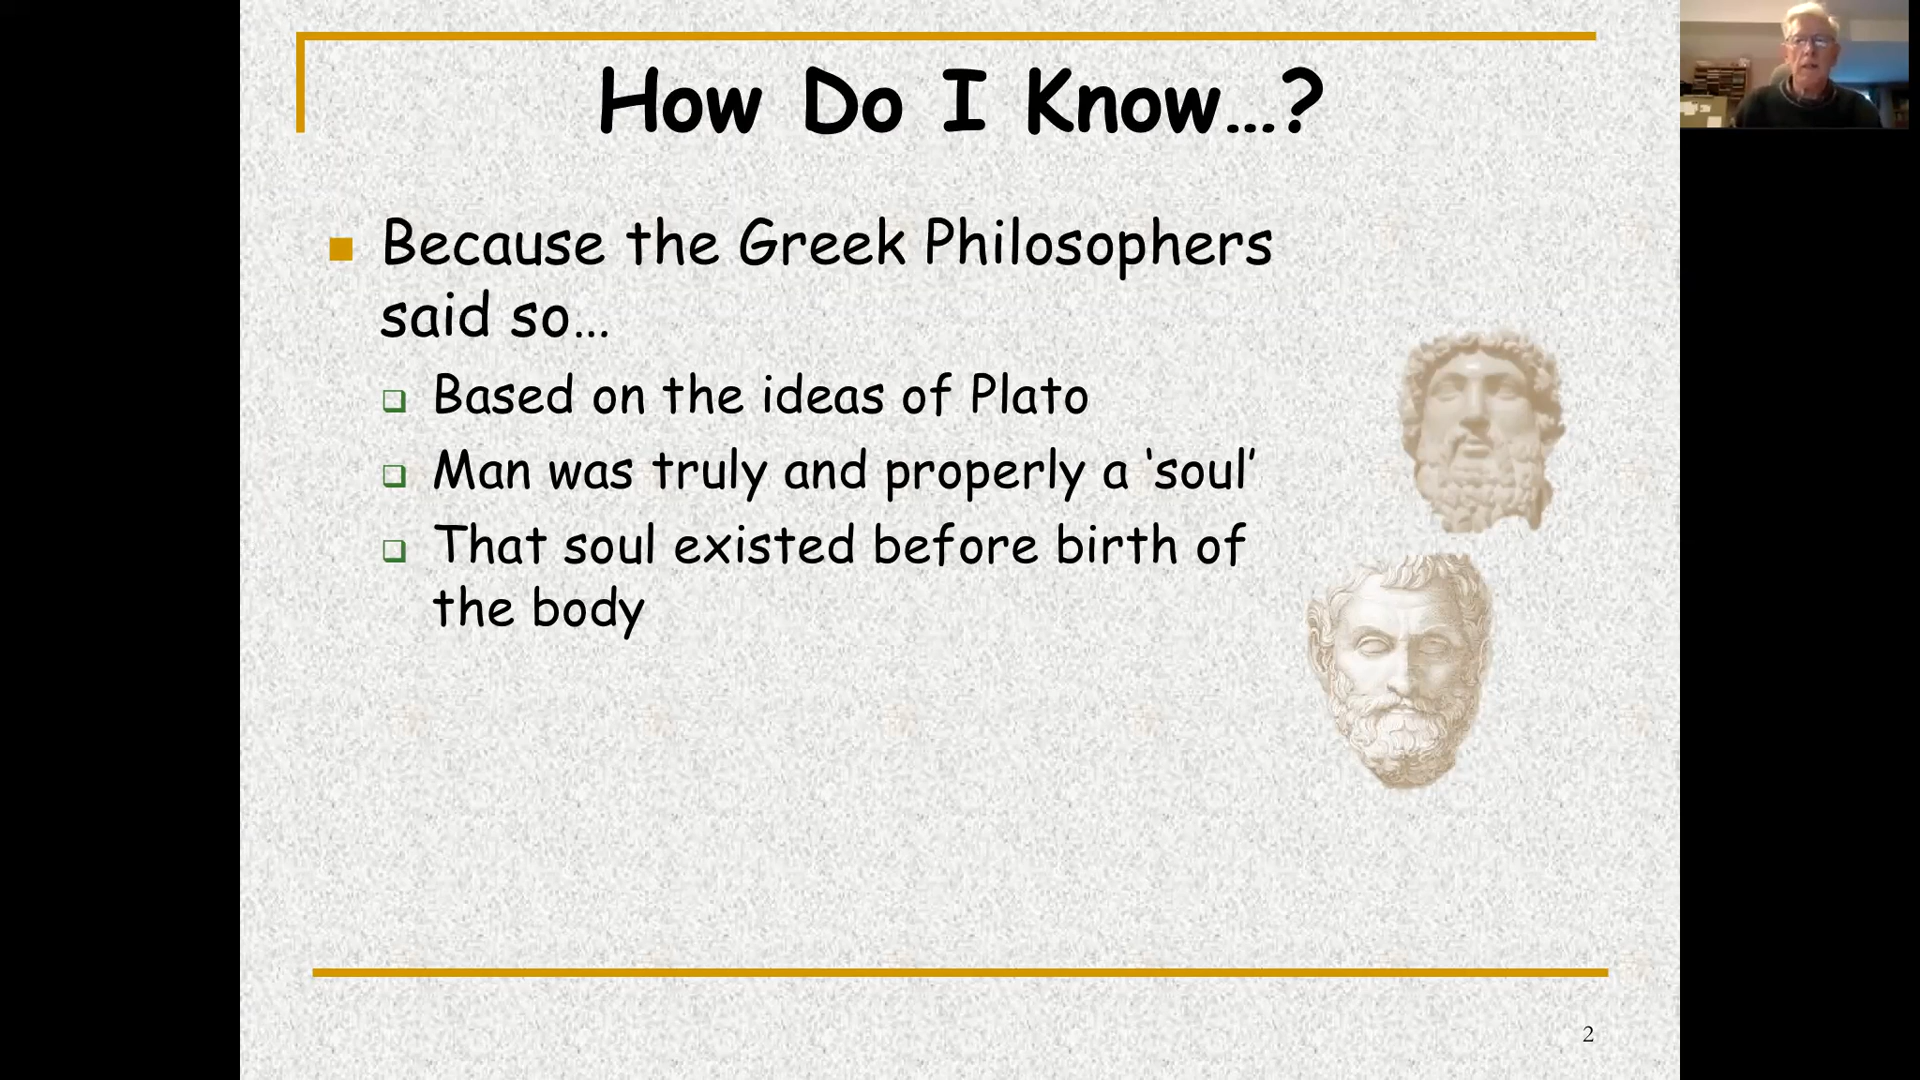 How Do I Know…?
Because the Greek Philosophers
said so…
Based on the ideas of Plato
Man was truly and properly a ‘soul’
That soul existed before birth of
the body
2